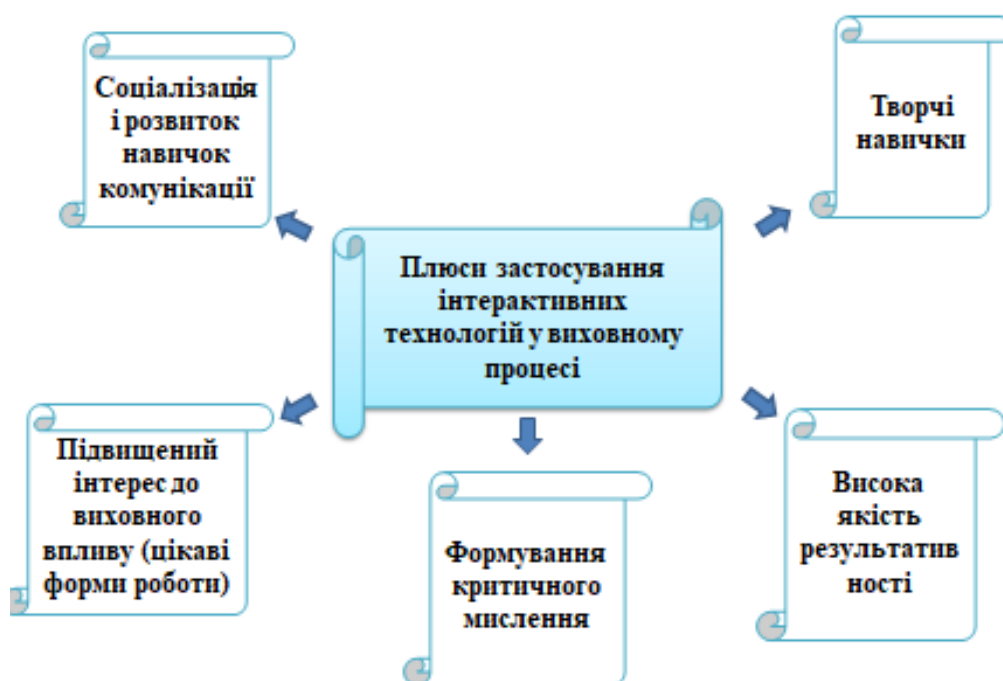 Соціалізація
і розвиток
навичок
комунікації
Творчі
навички
Плюси застосування
інтерактивних
технологій у виховному
процесі
Підвищений
інтерес до
виховного
впливу (цікаві
форми роботи)
Формування
критичного
мислення
Висока
якість
результатив
ності